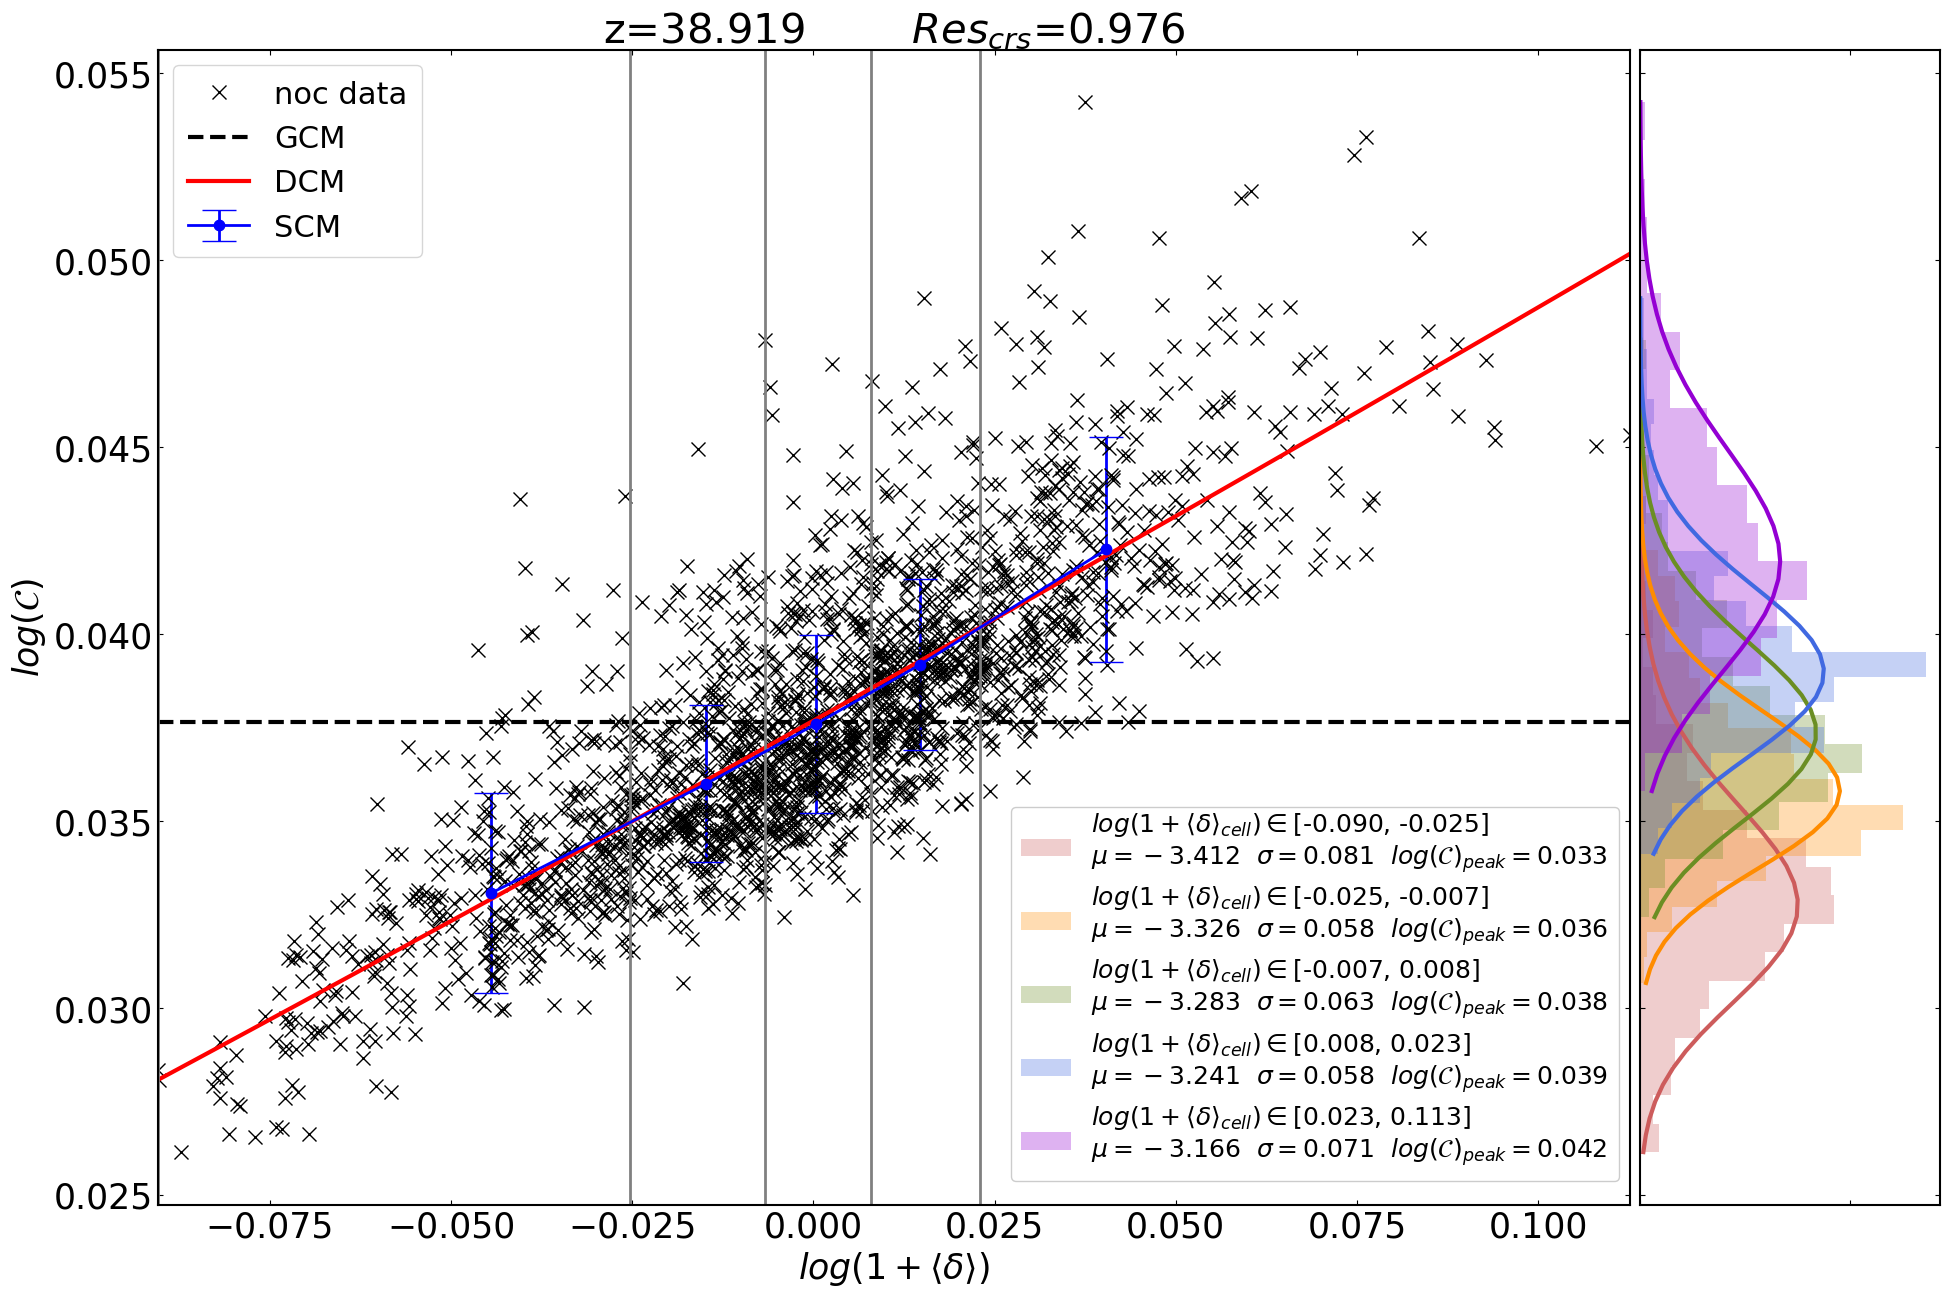 z=38.919 Res_crs=0.976
noc data
GCM
DCM
SCM
0.055
0.050
0.045
0.040
0.035
0.030
0.025
log(𝒞)
log(1 + ⟨δ⟩_cell) ∈ [-0.090, -0.025]
μ = −3.412 σ = 0.081 log(𝒞)_peak = 0.033
log(1 + ⟨δ⟩_cell) ∈ [-0.025, -0.007]
μ = −3.326 σ = 0.058 log(𝒞)_peak = 0.036
log(1 + ⟨δ⟩_cell) ∈ [-0.007, 0.008]
μ = −3.283 σ = 0.063 log(𝒞)_peak = 0.038
log(1 + ⟨δ⟩_cell) ∈ [0.008, 0.023]
μ = −3.241 σ = 0.058 log(𝒞)_peak = 0.039
log(1 + ⟨δ⟩_cell) ∈ [0.023, 0.113]
μ = −3.166 σ = 0.071 log(𝒞)_peak = 0.042
−0.075 −0.050 −0.025 0.000 0.025 0.050 0.075 0.100
log(1 + ⟨δ⟩)